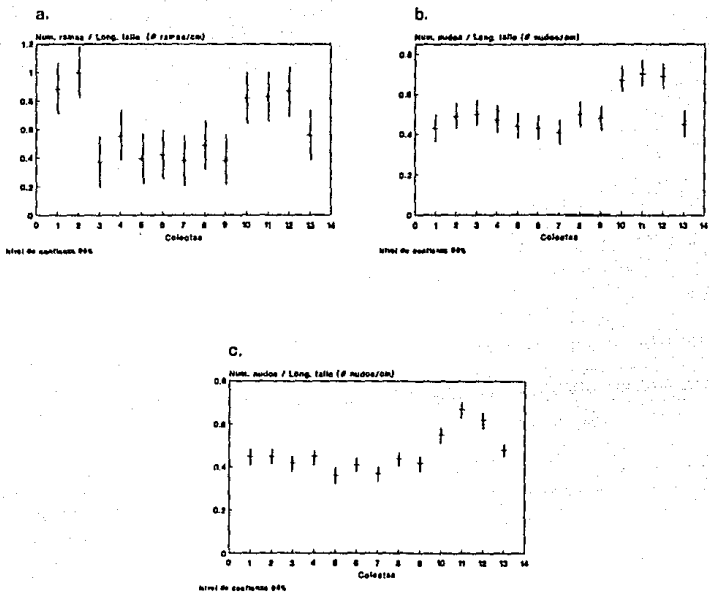 a.
Num. ramas / Long. tallo (# ramas/cm)
1.2
1
0.8
0.6
0.4
0.2
0
0 1 2 3 4 5 6 7 8 9 10 11 12 13 14
Colectas
Nivel de confianza
b.
Num. nudos / Long. tallo (# nudos/cm)
0.8
0.6
0.4
0.2
0
0 1 2 3 4 5 6 7 8 9 10 11 12 13 14
Colectas
Nivel de confianza
c.
Num. nudos / Long. tallo (# nudos/cm)
0.8
0.6
0.4
0.2
0
0 1 2 3 4 5 6 7 8 9 10 11 12 13 14
Colectas
Nivel de confianza